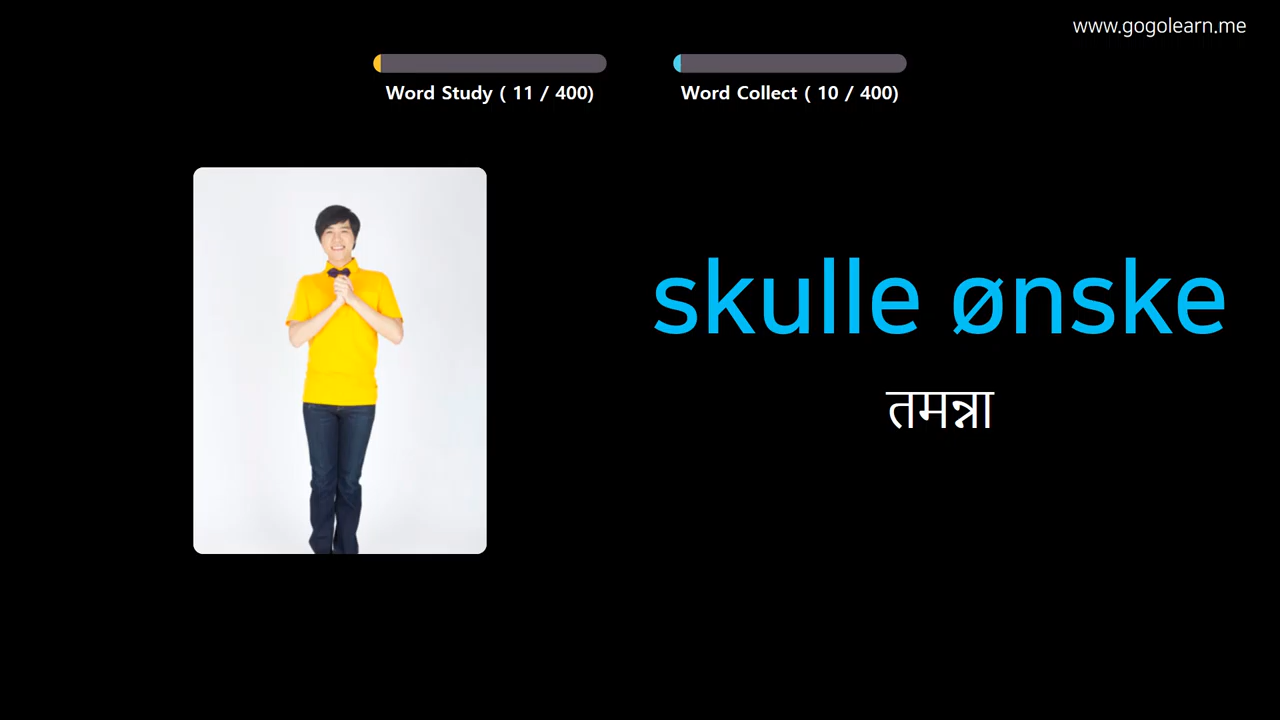 www.gogolearn.me
Word Study ( 11 / 400)
Word Collect ( 10 / 400)
skulle ønske
तमन्ना